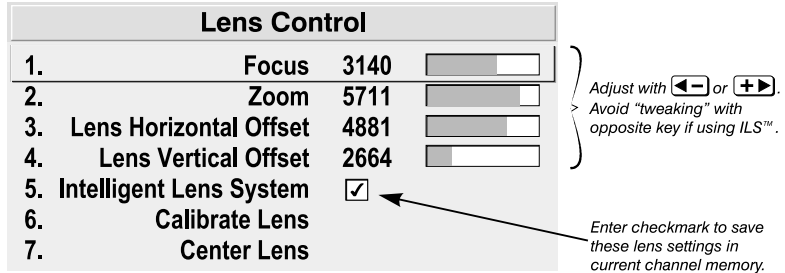 Lens Control
1. Focus 3140
2. Zoom 5711
3. Lens Horizontal Offset 4881
4. Lens Vertical Offset 2664
5. Intelligent Lens System ✓
6. Calibrate Lens
7. Center Lens
Adjust with ◀− or +▶.
Avoid “tweaking” with
opposite key if using ILS™.
Enter checkmark to save
these lens settings in
current channel memory.